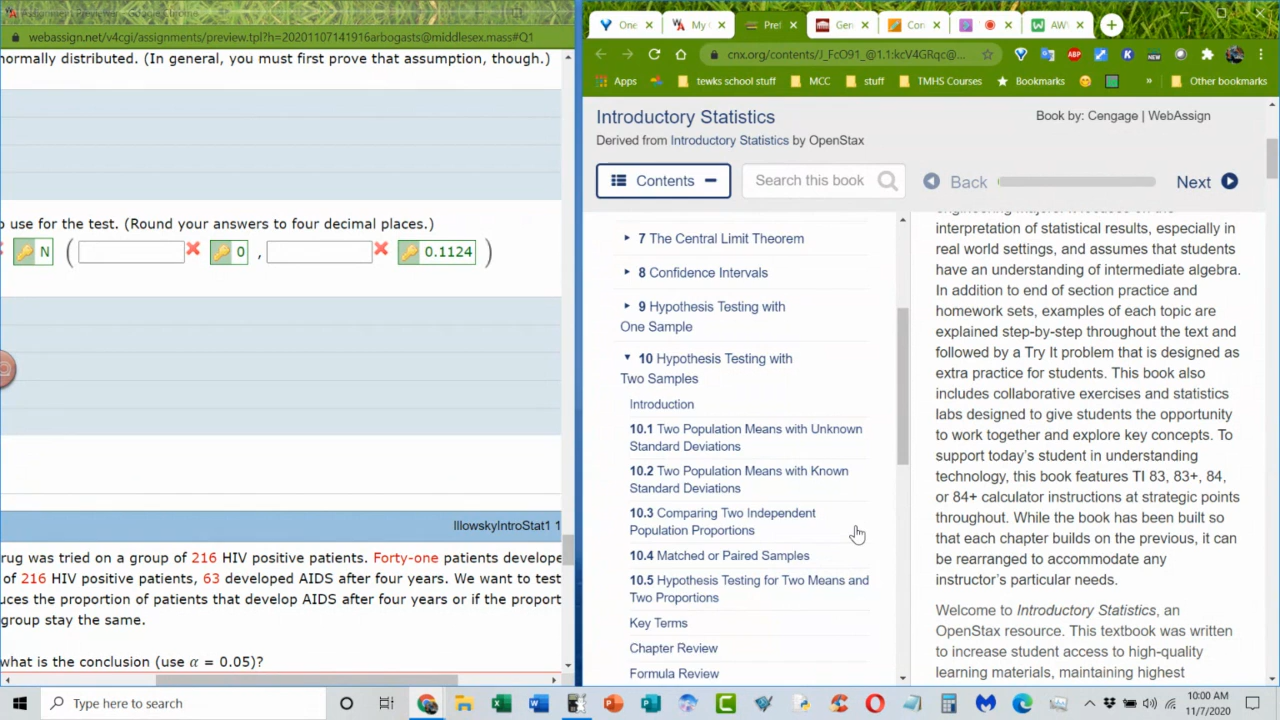 Assignment Previewer - Google Chrome
webassign.net/v4cgi/assignments/preview.tpl?h=20201107141916arbogasts@middlesex.mass#Q1
normally distributed. (In general, you must first prove that assumption, though.)
o use for the test. (Round your answers to four decimal places.)
N ( 0 , 0.1124 )
IllowskyIntroStat1 1
rug was tried on a group of 216 HIV positive patients. Forty-one patients develope
of 216 HIV positive patients, 63 developed AIDS after four years. We want to test
uces the proportion of patients that develop AIDS after four years or if the proport
group stay the same.
what is the conclusion (use α = 0.05)?
One
My
Pret
Gen
Con
AW
cnx.org/contents/J_FcO91_@1.1:kcV4GRqc@...
Apps
tewks school stuff
MCC
stuff
TMHS Courses
Bookmarks
»
Other bookmarks
Introductory Statistics
Book by: Cengage | WebAssign
Derived from Introductory Statistics by OpenStax
Contents
Search this book
Back
Next
7 The Central Limit Theorem
8 Confidence Intervals
9 Hypothesis Testing with
One Sample
10 Hypothesis Testing with
Two Samples
Introduction
10.1 Two Population Means with Unknown
Standard Deviations
10.2 Two Population Means with Known
Standard Deviations
10.3 Comparing Two Independent
Population Proportions
10.4 Matched or Paired Samples
10.5 Hypothesis Testing for Two Means and
Two Proportions
Key Terms
Chapter Review
Formula Review
interpretation of statistical results, especially in
real world settings, and assumes that students
have an understanding of intermediate algebra.
In addition to end of section practice and
homework sets, examples of each topic are
explained step-by-step throughout the text and
followed by a Try It problem that is designed as
extra practice for students. This book also
includes collaborative exercises and statistics
labs designed to give students the opportunity
to work together and explore key concepts. To
support today's student in understanding
technology, this book features TI 83, 83+, 84,
or 84+ calculator instructions at strategic points
throughout. While the book has been built so
that each chapter builds on the previous, it can
be rearranged to accommodate any
instructor's particular needs.
Welcome to Introductory Statistics, an
OpenStax resource. This textbook was written
to increase student access to high-quality
learning materials, maintaining highest
Type here to search
10:00 AM
11/7/2020